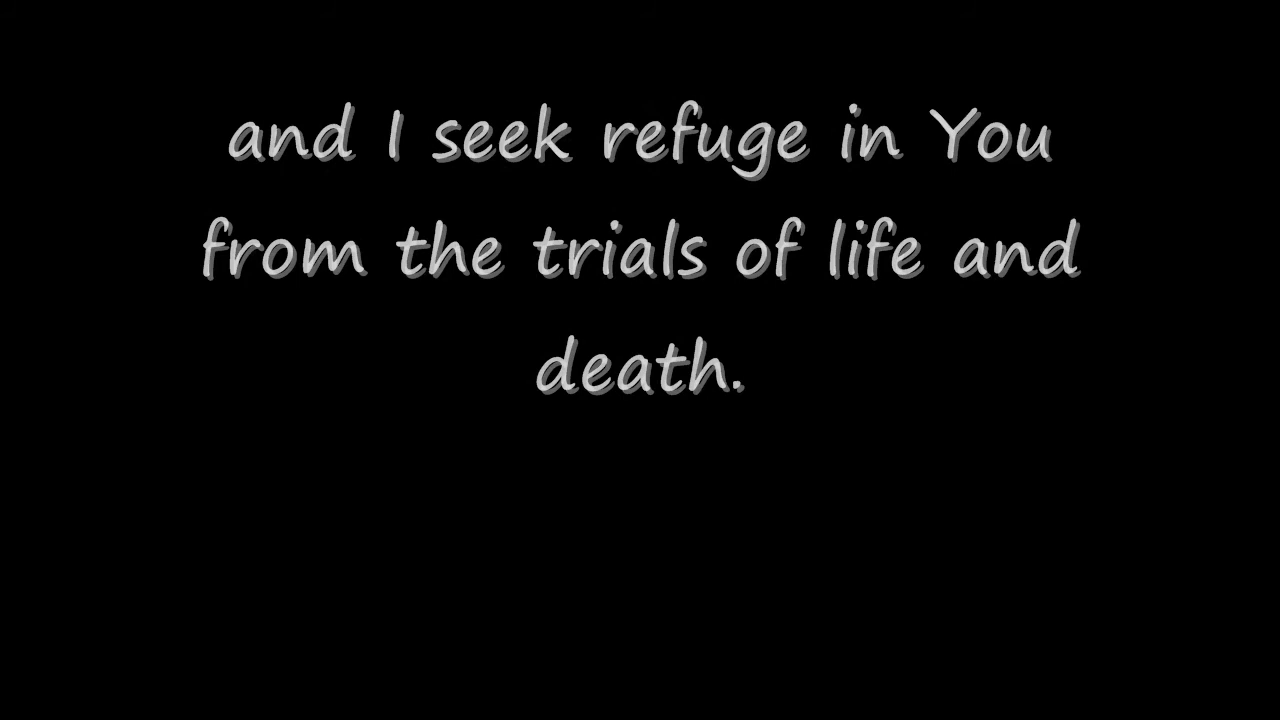 and I seek refuge in You
from the trials of life and
death.